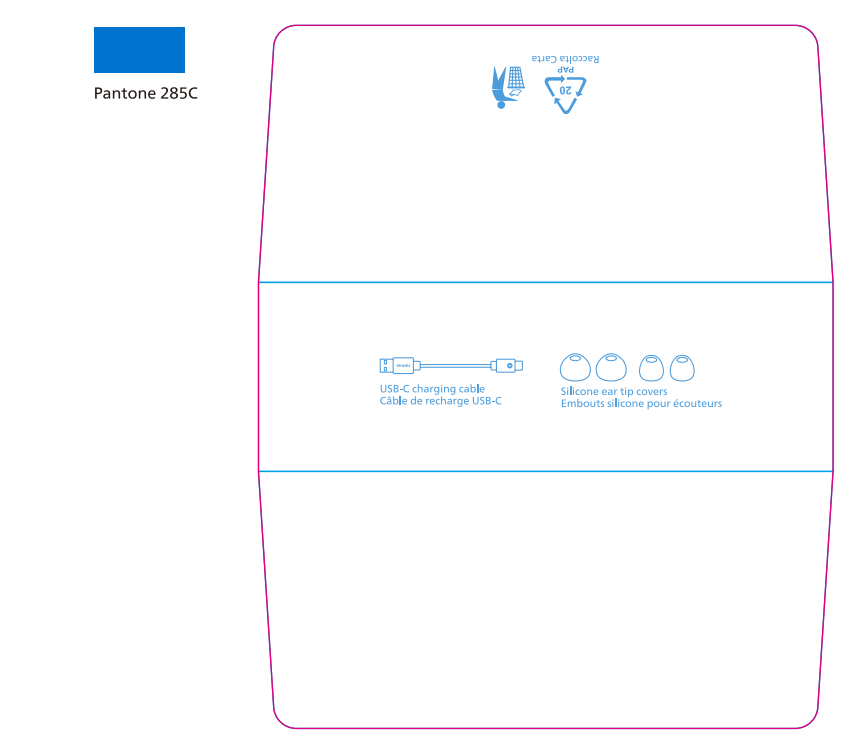 Pantone 285C
Raccolta Carta
PAP
20
PHILIPS
USB-C charging cable
Câble de recharge USB-C
Silicone ear tip covers
Embouts silicone pour écouteurs